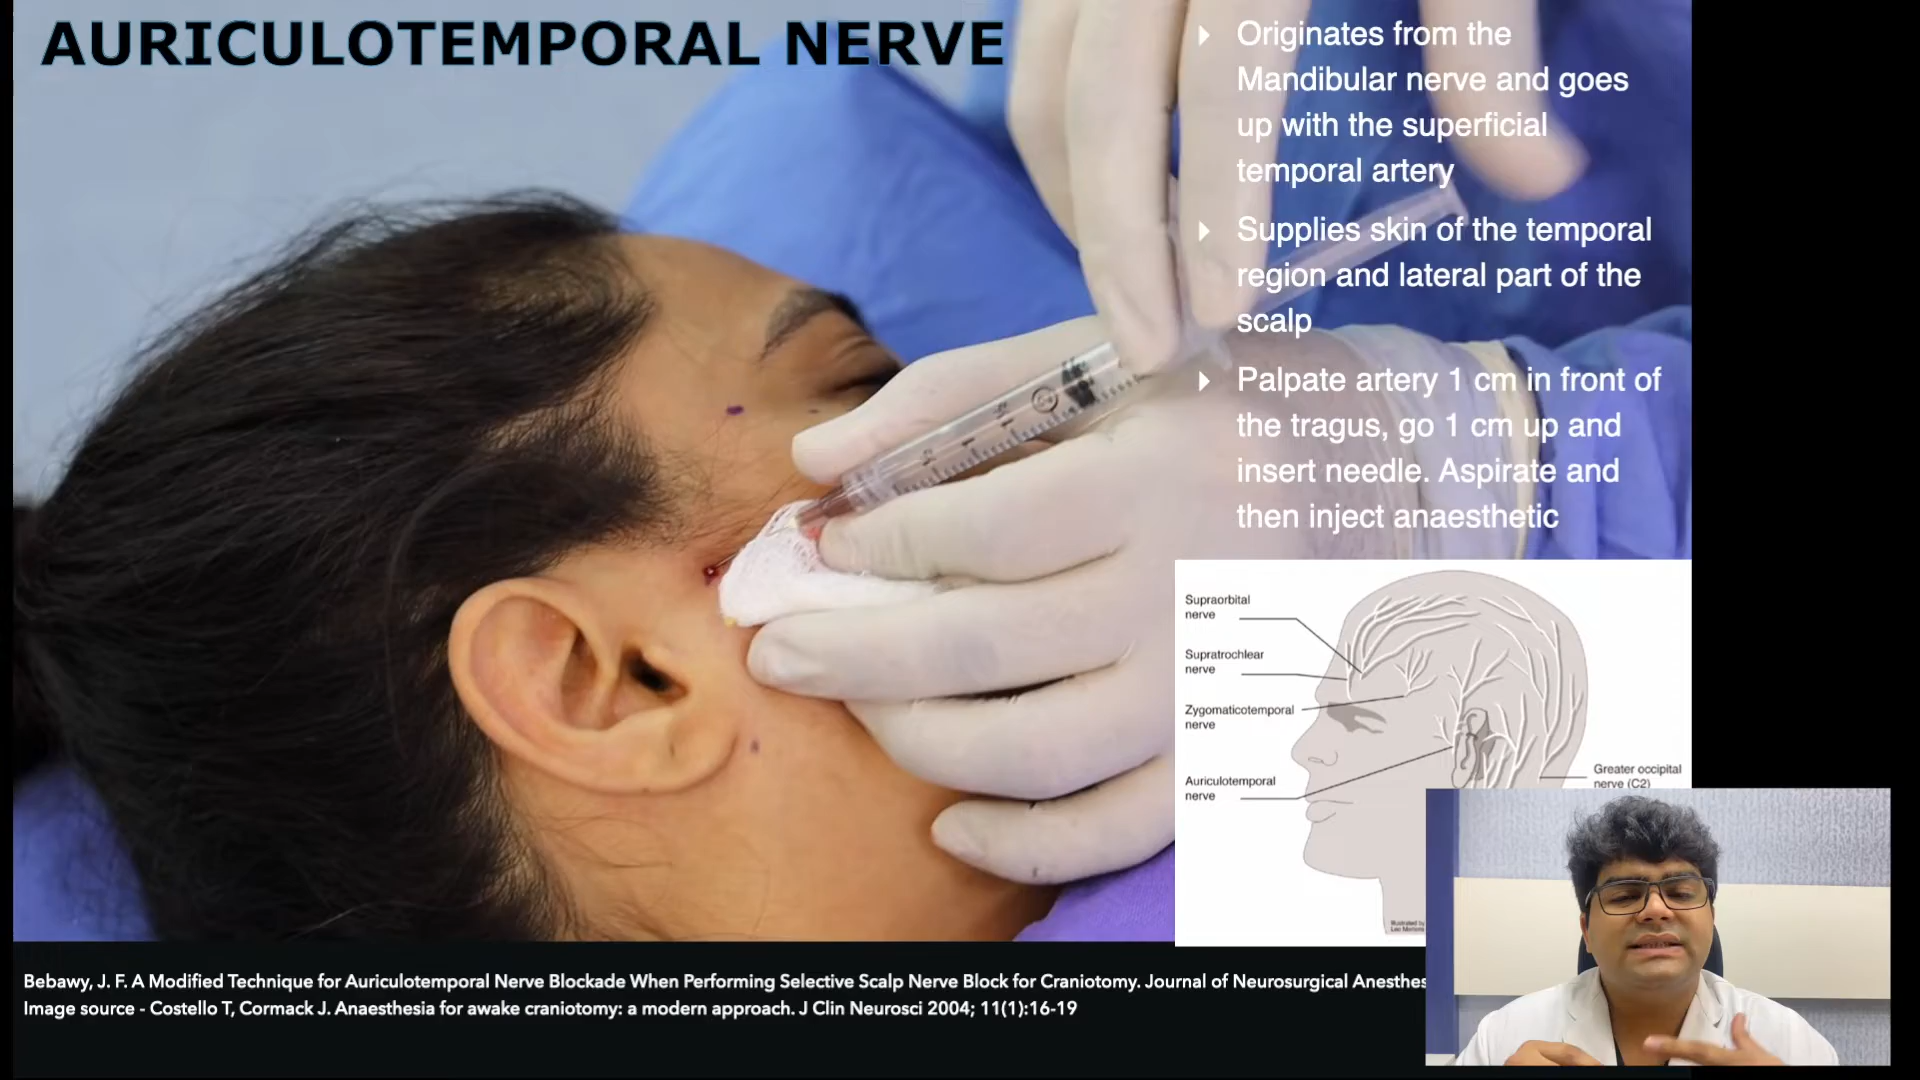 AURICULOTEMPORAL NERVE
Originates from the
Mandibular nerve and goes
up with the superficial
temporal artery
Supplies skin of the temporal
region and lateral part of the
scalp
Palpate artery 1 cm in front of
the tragus, go 1 cm up and
insert needle. Aspirate and
then inject anaesthetic
Supraorbital
nerve
Supratrochlear
nerve
Zygomaticotemporal
nerve
Auriculotemporal
nerve
Greater occipital
nerve (C2)
Illustrated by
Bebawy, J. F. A Modified Technique for Auriculotemporal Nerve Blockade When Performing Selective Scalp Nerve Block for Craniotomy. Journal of Neurosurgical Anesthes
Image source - Costello T, Cormack J. Anaesthesia for awake craniotomy: a modern approach. J Clin Neurosci 2004; 11(1):16-19